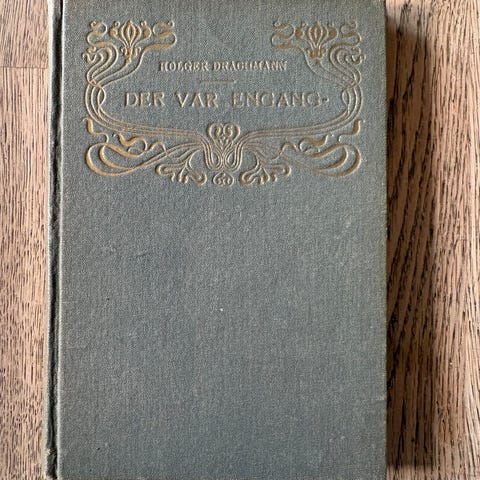 HOLGER DRACHMANN
DER VAR ENGANG-